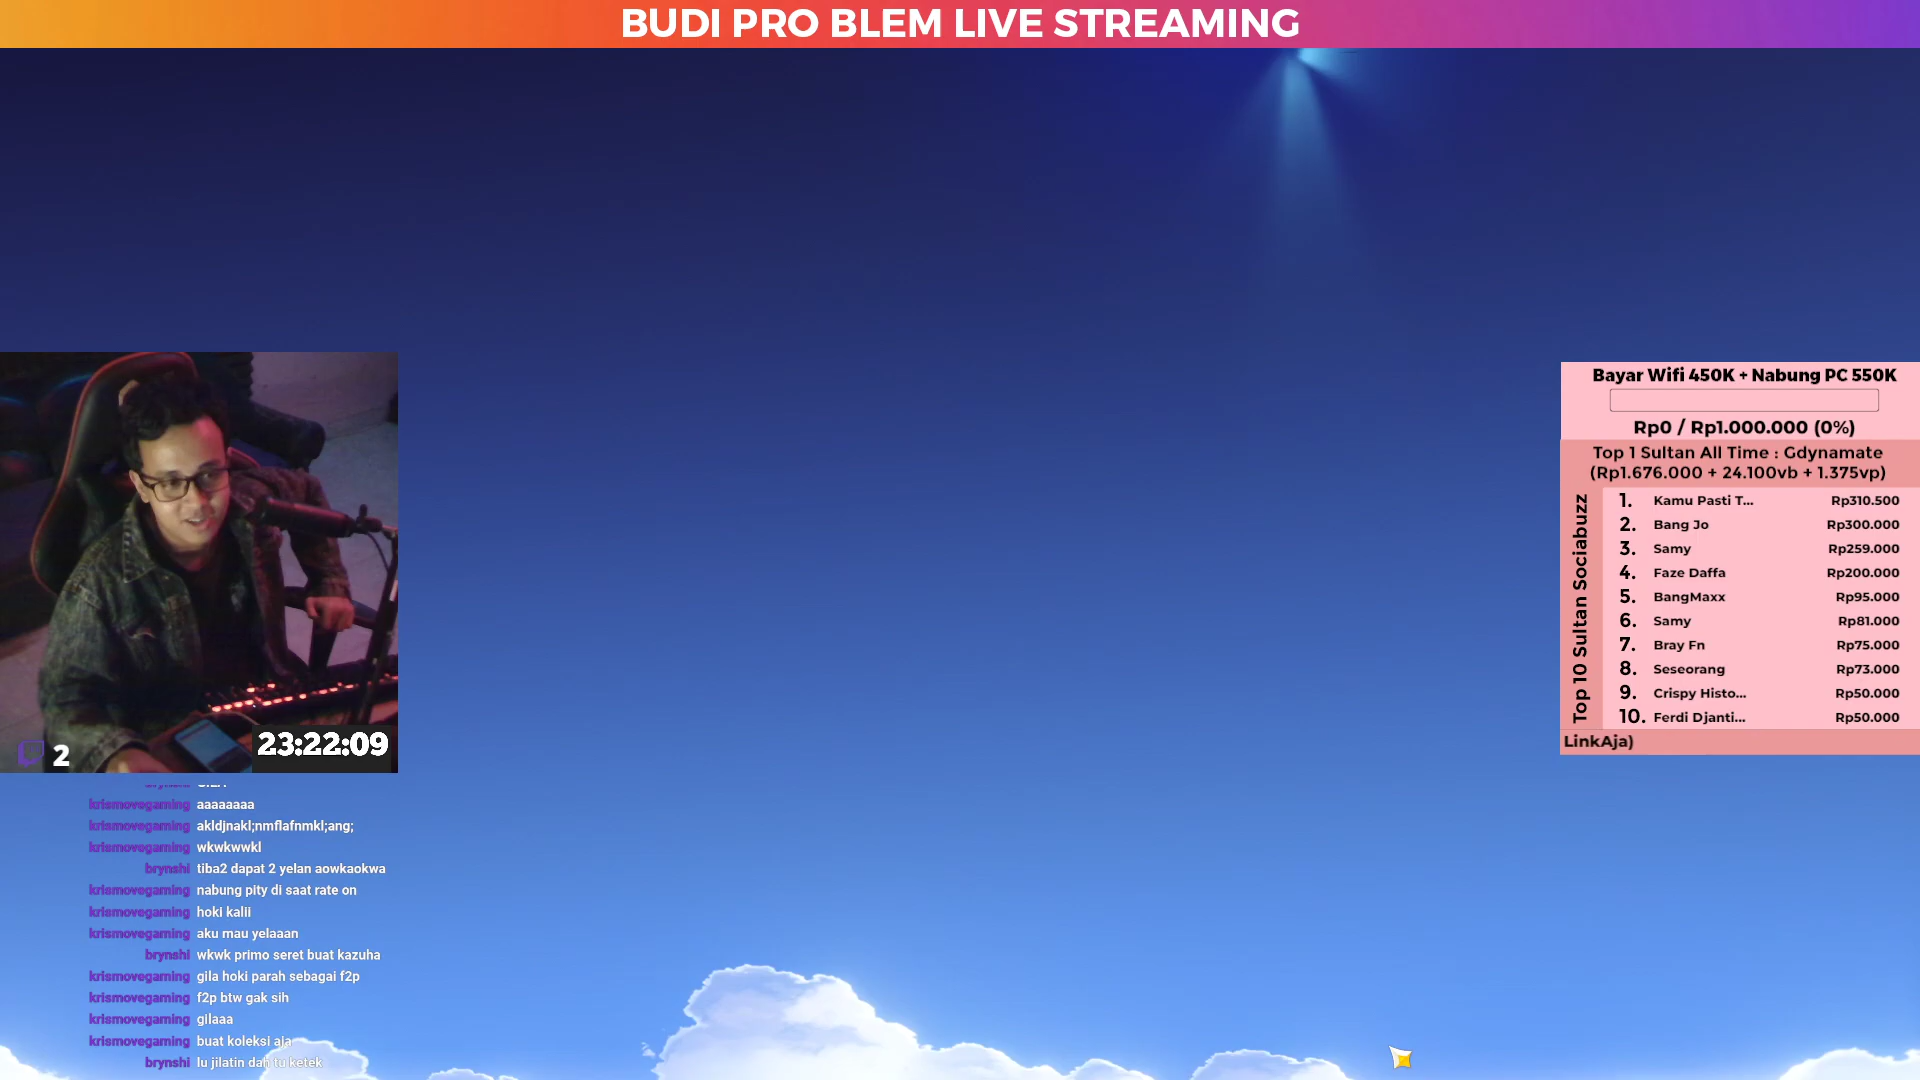 BUDI PRO BLEM LIVE STREAMING
2
23:22:09
krismovegaming aaaaaaaa
krismovegaming akldjnakl;nmflafnmkl;ang;
krismovegaming wkwkwwkl
brynshi tiba2 dapat 2 yelan aowkaokwa
krismovegaming nabung pity di saat rate on
krismovegaming hoki kalii
krismovegaming aku mau yelaaan
brynshi wkwk primo seret buat kazuha
krismovegaming gila hoki parah sebagai f2p
krismovegaming f2p btw gak sih
krismovegaming gilaaa
krismovegaming buat koleksi aja
brynshi lu jilatin dah tu ketek
Bayar Wifi 450K + Nabung PC 550K
Rp0 / Rp1.000.000 (0%)
Top 1 Sultan All Time : Gdynamate
(Rp1.676.000 + 24.100vb + 1.375vp)
Top 10 Sultan Sociabuzz
1. Kamu Pasti T... Rp310.500
2. Bang Jo Rp300.000
3. Samy Rp259.000
4. Faze Daffa Rp200.000
5. BangMaxx Rp95.000
6. Samy Rp81.000
7. Bray Fn Rp75.000
8. Seseorang Rp73.000
9. Crispy Histo... Rp50.000
10. Ferdi Djanti... Rp50.000
LinkAja)